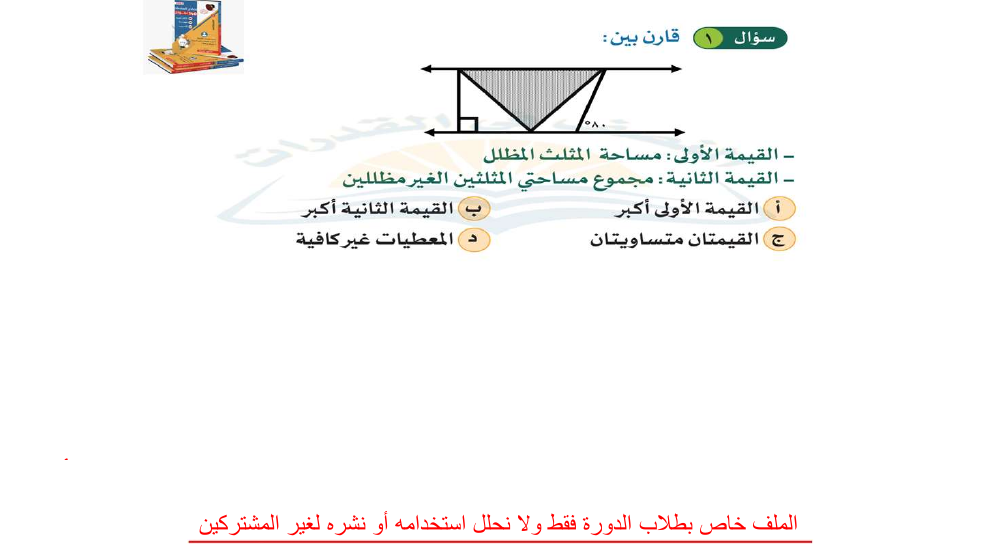 سؤال ١ قارن بين:
°٨٠
– القيمة الأولى: مساحة المثلث المظلل
– القيمة الثانية: مجموع مساحتي المثلثين الغير مظللين
أ القيمة الأولى أكبر ب القيمة الثانية أكبر
ج القيمتان متساويتان د المعطيات غير كافية
الملف خاص بطلاب الدورة فقط ولا نحلل استخدامه أو نشره لغير المشتركين